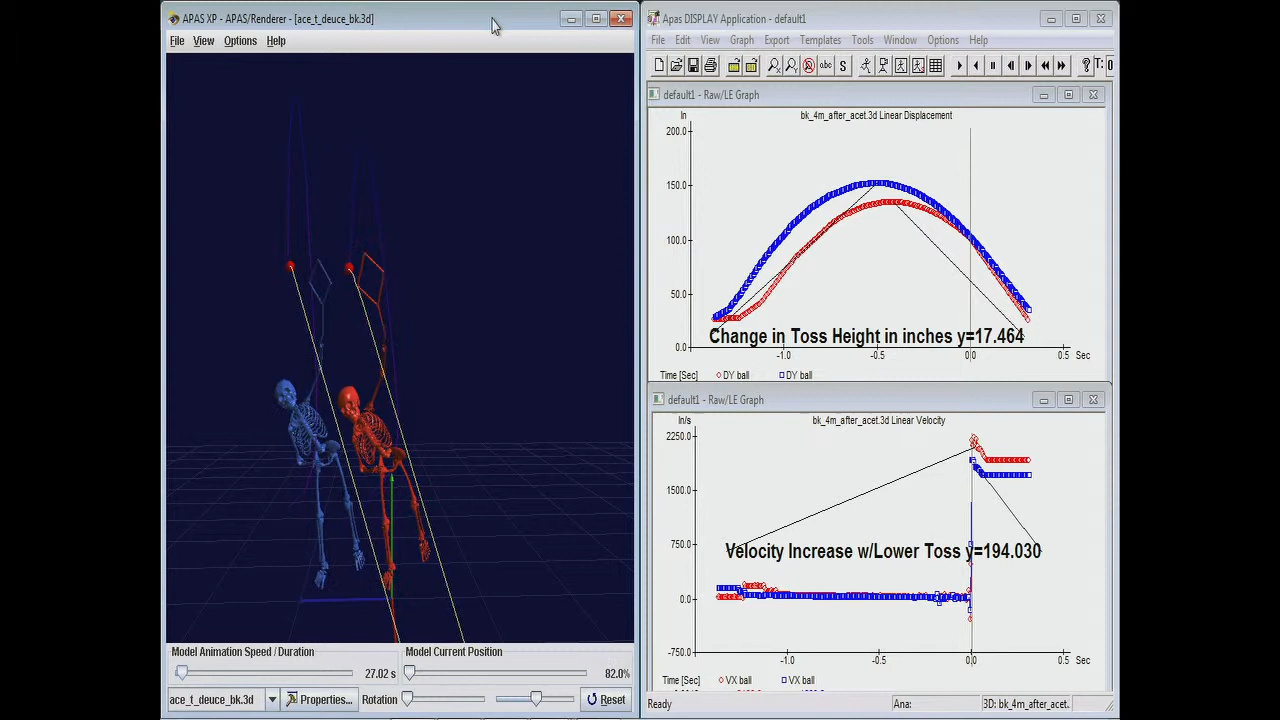 APAS XP - APAS/Renderer - [ace_t_deuce_bk.3d]
File View Options Help
Model Animation Speed / Duration
Model Current Position
27.02 s
82.0%
ace_t_deuce_bk.3d
Properties...
Rotation
Reset
Apas DISPLAY Application - default1
File Edit View Graph Export Templates Tools Window Options Help
abc
S
?
T:
0
default1 - Raw/LE Graph
In
bk_4m_after_acet.3d Linear Displacement
200.0
150.0
100.0
50.0
0.0
Change in Toss Height in inches y=17.464
-1.0
-0.5
0.0
0.5
Sec
Time [Sec]
DY ball
DY ball
default1 - Raw/LE Graph
In/s
bk_4m_after_acet.3d Linear Velocity
2250.0
1500.0
750.0
0.0
-750.0
Velocity Increase w/Lower Toss y=194.030
-1.0
-0.5
0.0
0.5
Sec
Time [Sec]
VX ball
VX ball
Ready
Ana:
3D: bk_4m_after_acet.